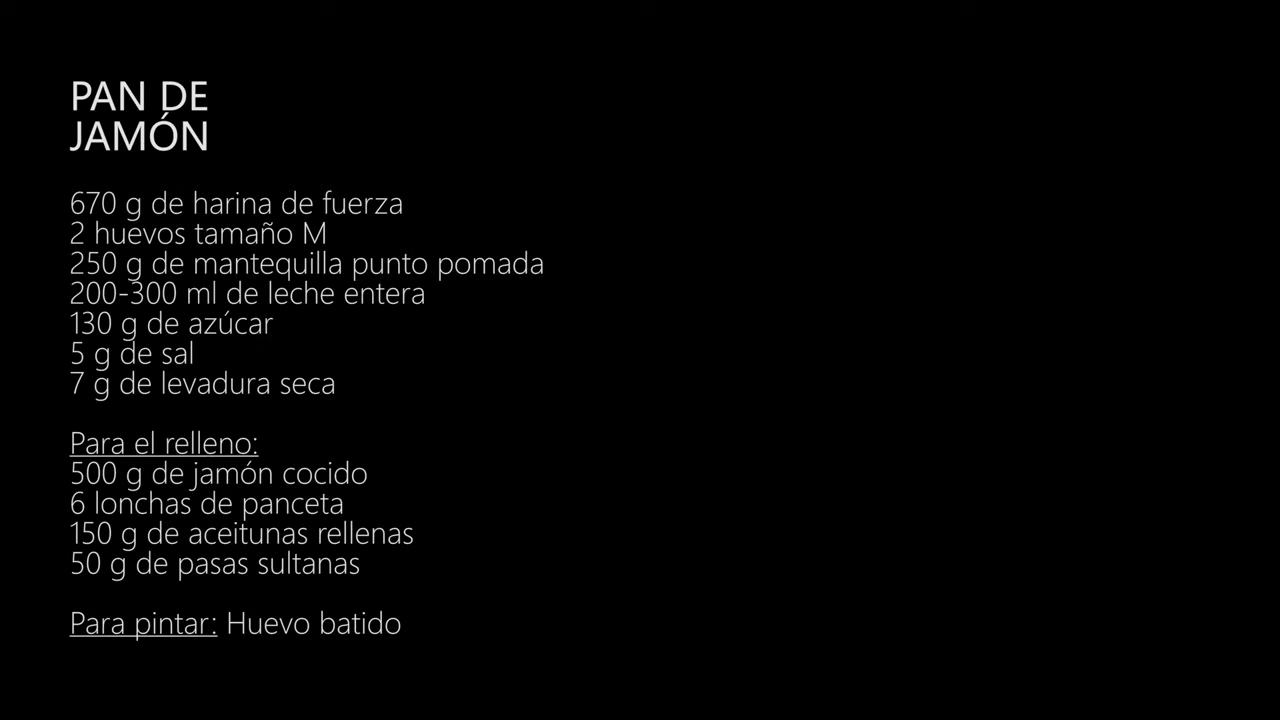 PAN DE
JAMÓN
670 g de harina de fuerza
2 huevos tamaño M
250 g de mantequilla punto pomada
200-300 ml de leche entera
130 g de azúcar
5 g de sal
7 g de levadura seca
Para el relleno:
500 g de jamón cocido
6 lonchas de panceta
150 g de aceitunas rellenas
50 g de pasas sultanas
Para pintar: Huevo batido